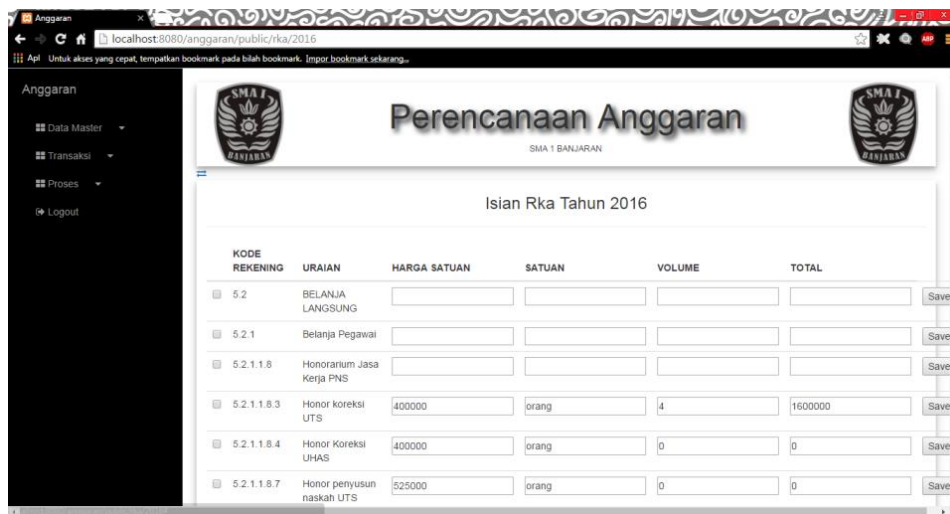 Anggaran
localhost:8080/anggaran/public/rka/2016
ABP
Apl Untuk akses yang cepat, tempatkan bookmark pada bilah bookmark. Impor bookmark sekarang...
Anggaran
Data Master
Transaksi
Proses
Logout
SMA 1
BANJARAN
Perencanaan Anggaran
SMA 1 BANJARAN
SMA 1
BANJARAN
Isian Rka Tahun 2016
KODE REKENING URAIAN HARGA SATUAN SATUAN VOLUME TOTAL
5.2 BELANJA LANGSUNG Save
5.2.1 Belanja Pegawai Save
5.2.1.1.8 Honorarium Jasa Kerja PNS Save
5.2.1.1.8.3 Honor koreksi UTS 400000 orang 4 1600000 Save
5.2.1.1.8.4 Honor Koreksi UHAS 400000 orang 0 0 Save
5.2.1.1.8.7 Honor penyusun naskah UTS 525000 orang 0 0 Save